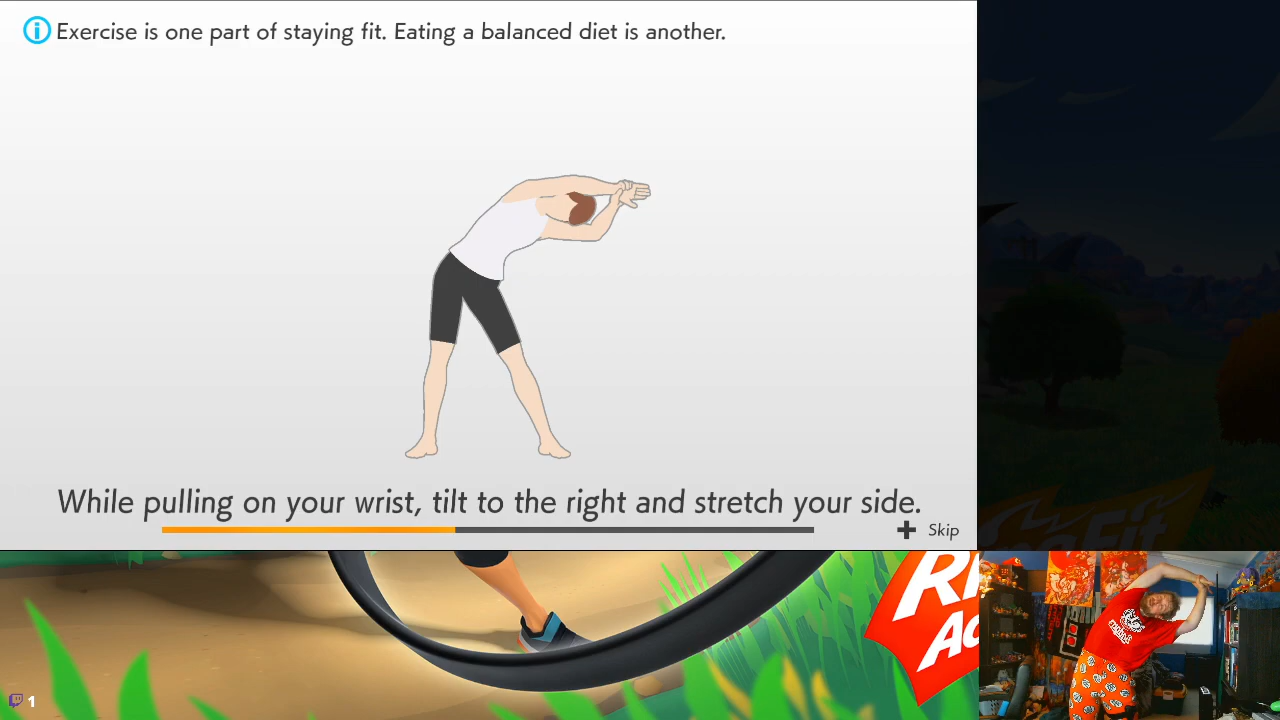 Exercise is one part of staying fit. Eating a balanced diet is another.
While pulling on your wrist, tilt to the right and stretch your side.
Skip
1